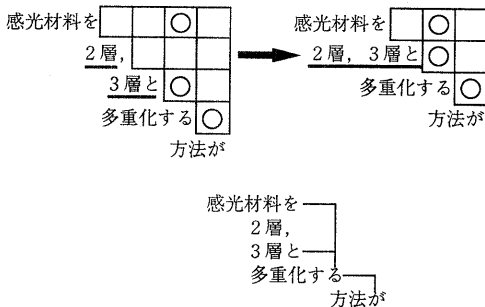 感光材料を
2層,
3層と
多重化する
方法が
感光材料を
2層, 3層と
多重化する
方法が
感光材料を
2層,
3層と
多重化する
方法が